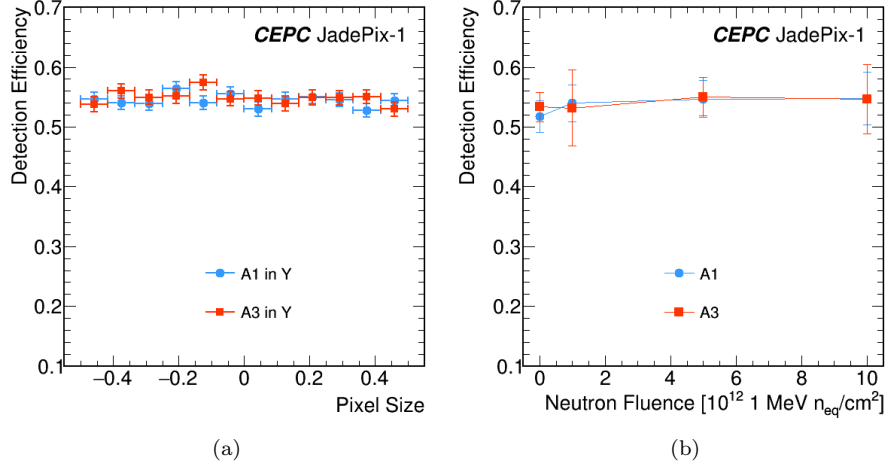 0.7
0.6
0.5
0.4
0.3
0.2
0.1
Detection Efficiency
CEPC JadePix-1
A1 in Y
A3 in Y
−0.4 −0.2 0 0.2 0.4
Pixel Size
(a)
0.7
0.6
0.5
0.4
0.3
0.2
0.1
Detection Efficiency
CEPC JadePix-1
A1
A3
0 2 4 6 8 10
Neutron Fluence [10¹² 1 MeV n_eq/cm²]
(b)